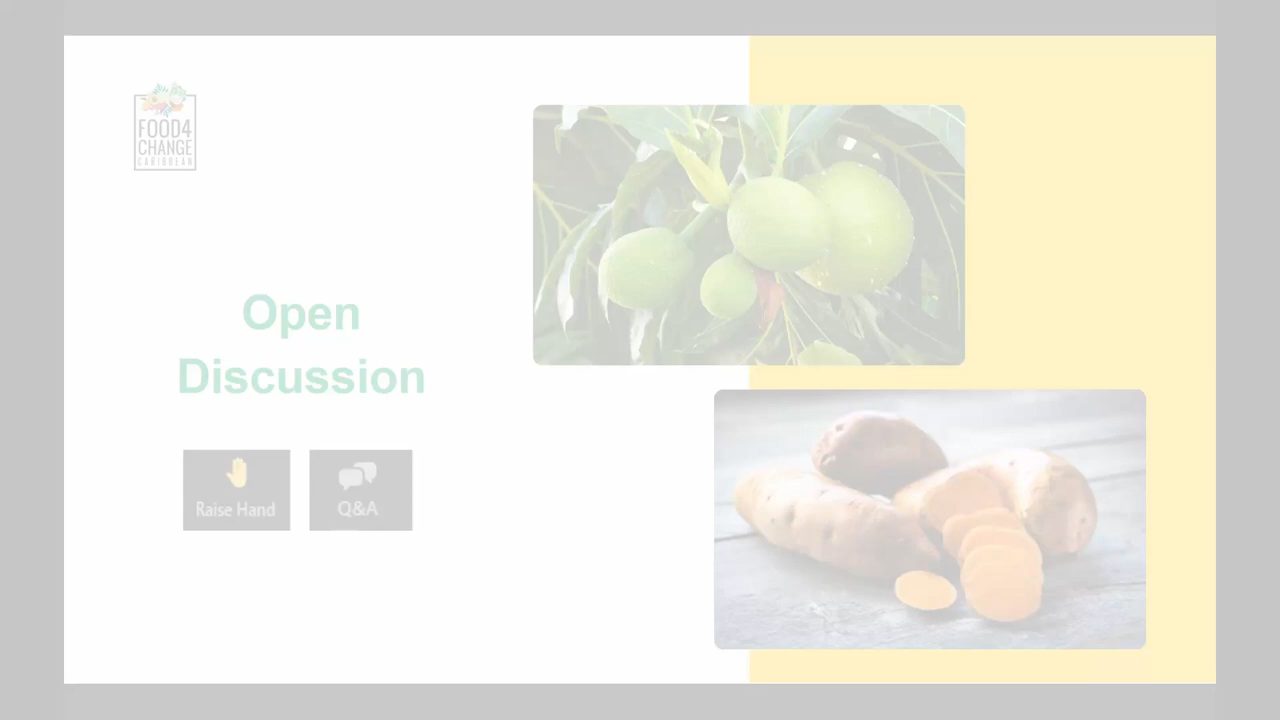 FOOD4
CHANGE
CARIBBEAN
Open
Discussion
Raise Hand
Q&A